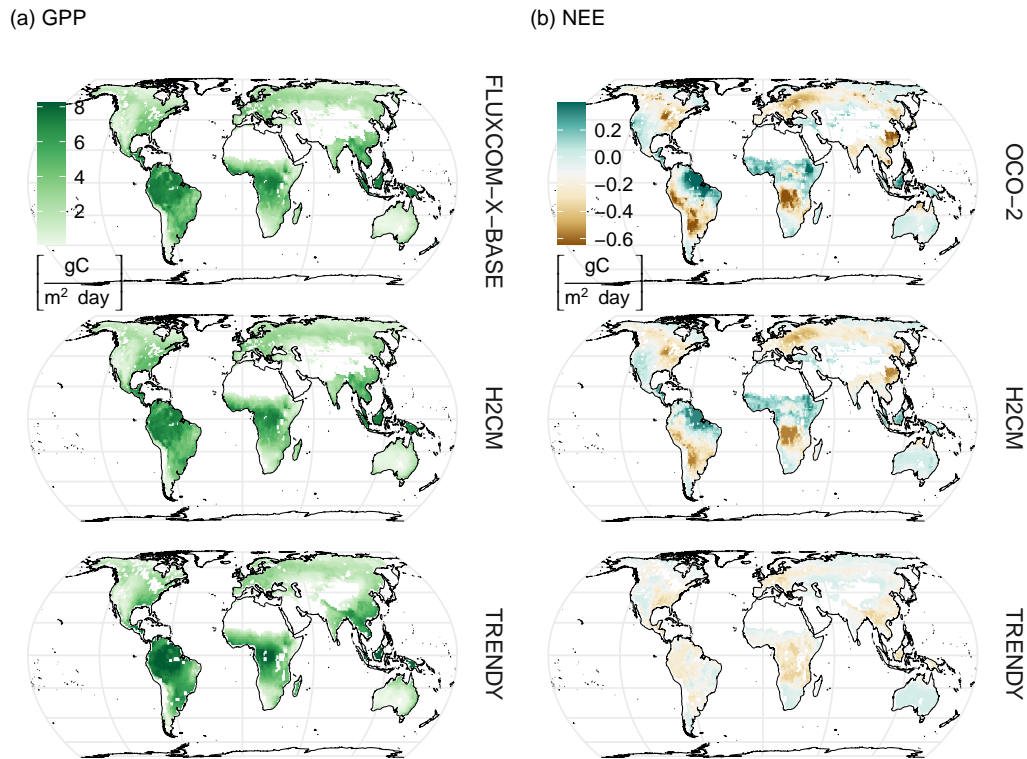 (a) GPP
(b) NEE
8
6
4
2
gC
m² day
FLUXCOM−X−BASE
0.2
0.0
−0.2
−0.4
−0.6
gC
m² day
OCO−2
H2CM
H2CM
TRENDY
TRENDY